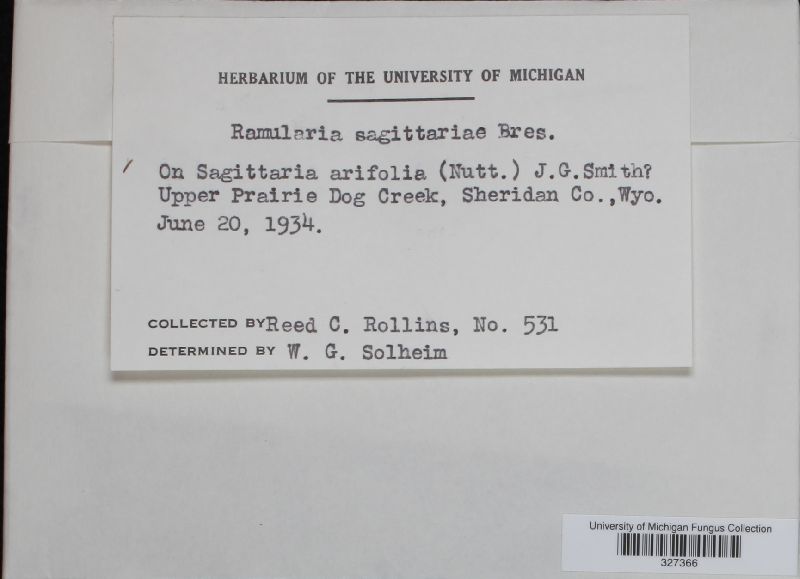 HERBARIUM OF THE UNIVERSITY OF MICHIGAN
Ramularia sagittariae Bres.
On Sagittaria arifolia (Nutt.) J.G.Smith?
Upper Prairie Dog Creek, Sheridan Co.,Wyo.
June 20, 1934.
COLLECTED BY Reed C. Rollins, No. 531
DETERMINED BY W. G. Solheim
University of Michigan Fungus Collection
327366